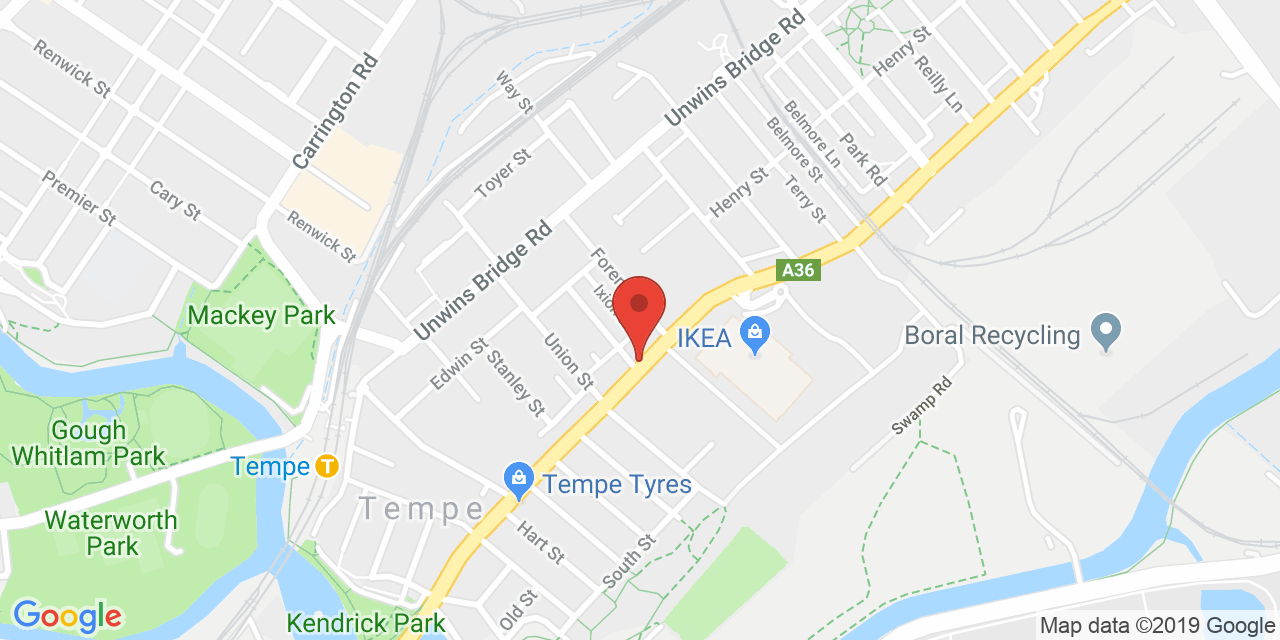 Renwick St
Carrington Rd
Unwins Bridge Rd
Henry St
Reilly Ln
Way St
Belmore Ln
Belmore St
Park Rd
Premier St
Cary St
Toyer St
Henry St
Terry St
Renwick St
Unwins Bridge Rd
A36
Mackey Park
IKEA
Boral Recycling
Edwin St
Stanley St
Union St
Swamp Rd
Gough
Whitlam Park
Tempe T
Tempe Tyres
Tempe
Waterworth
Park
Hart St
South St
Old St
Kendrick Park
Google
Map data ©2019 Google